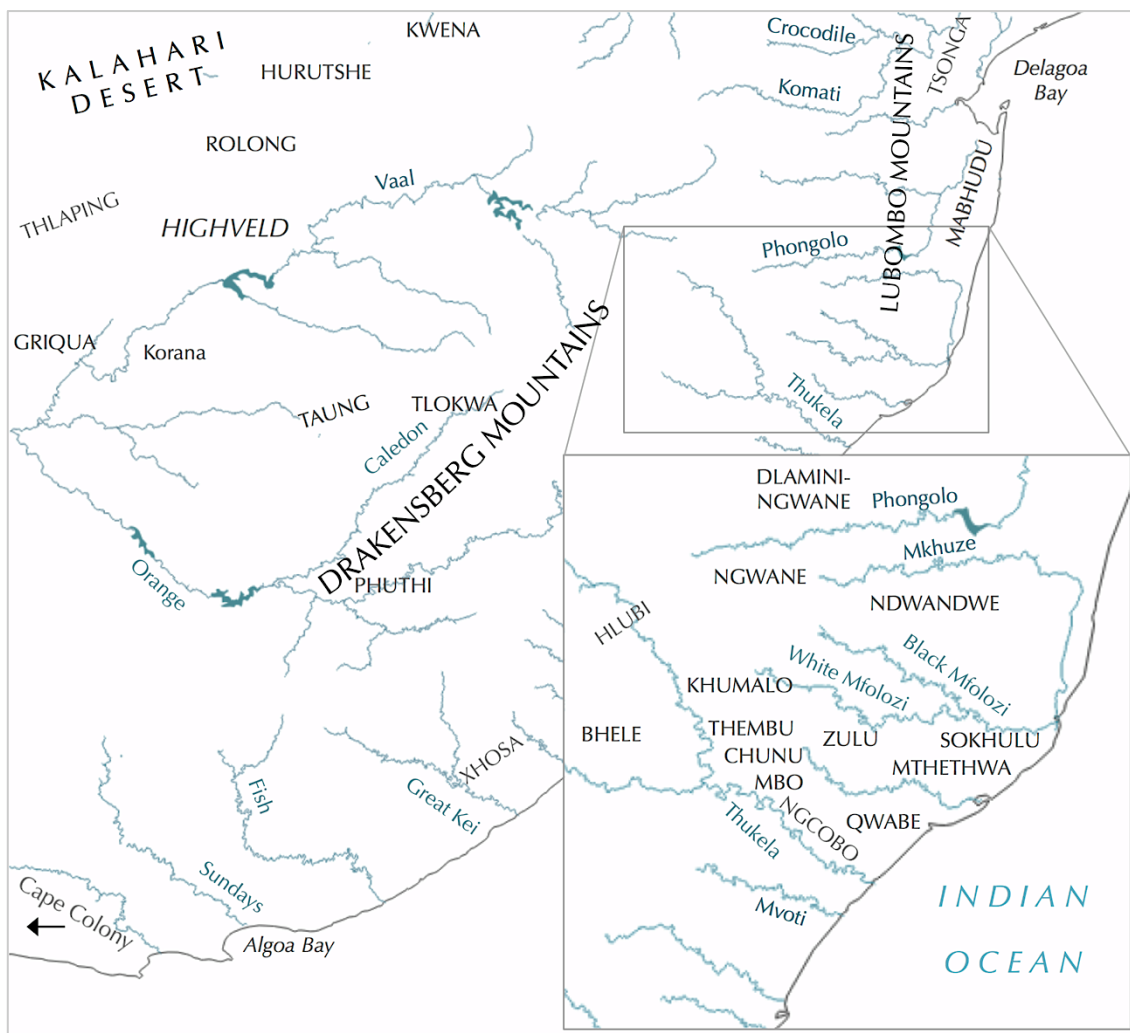 KALAHARI
DESERT
KWENA
HURUTSHE
ROLONG
THLAPING
HIGHVELD
Vaal
Crocodile
Komati
TSONGA
Delagoa
Bay
LUBOMBO MOUNTAINS
MABHUDU
Phongolo
GRIQUA
Korana
TAUNG
TLOKWA
Caledon
DRAKENSBERG MOUNTAINS
Thukela
Orange
PHUTHI
XHOSA
Great Kei
Fish
Sundays
Cape Colony
Algoa Bay
DLAMINI-
NGWANE
Phongolo
Mkhuze
NGWANE
NDWANDWE
HLUBI
Black Mfolozi
White Mfolozi
KHUMALO
BHELE
THEMBU
CHUNU
MBO
ZULU
SOKHULU
MTHETHWA
NGCOBO
QWABE
Thukela
Mvoti
INDIAN
OCEAN